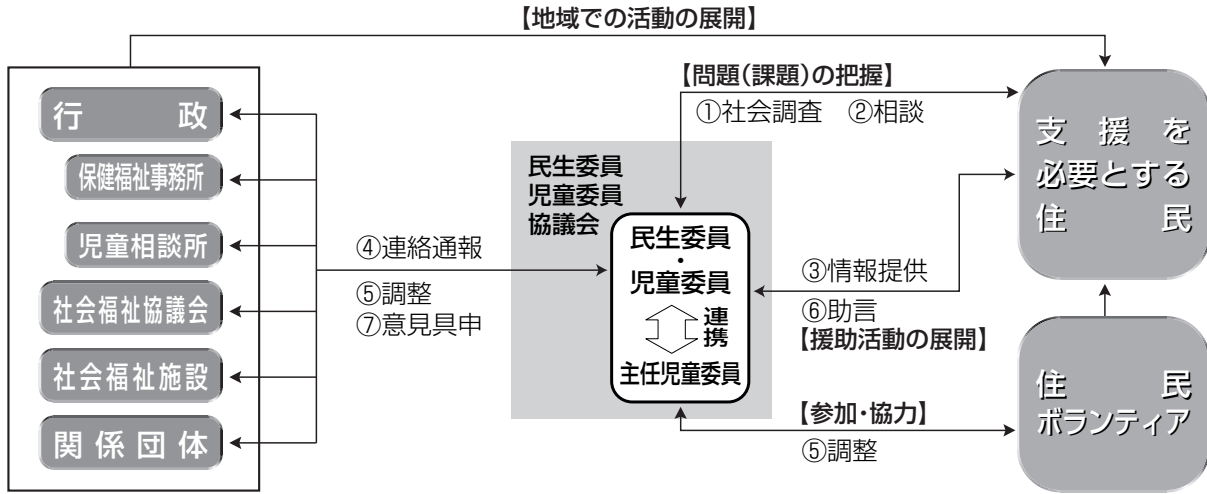 【地域での活動の展開】
行政
保健福祉事務所
児童相談所
社会福祉協議会
社会福祉施設
関係団体
④連絡通報
⑤調整
⑦意見具申
民生委員
児童委員
協議会
民生委員
・
児童委員
連携
主任児童委員
【問題(課題)の把握】
①社会調査 ②相談
③情報提供
⑥助言
【援助活動の展開】
【参加・協力】
⑤調整
支援を
必要とする
住民
住民
ボランティア